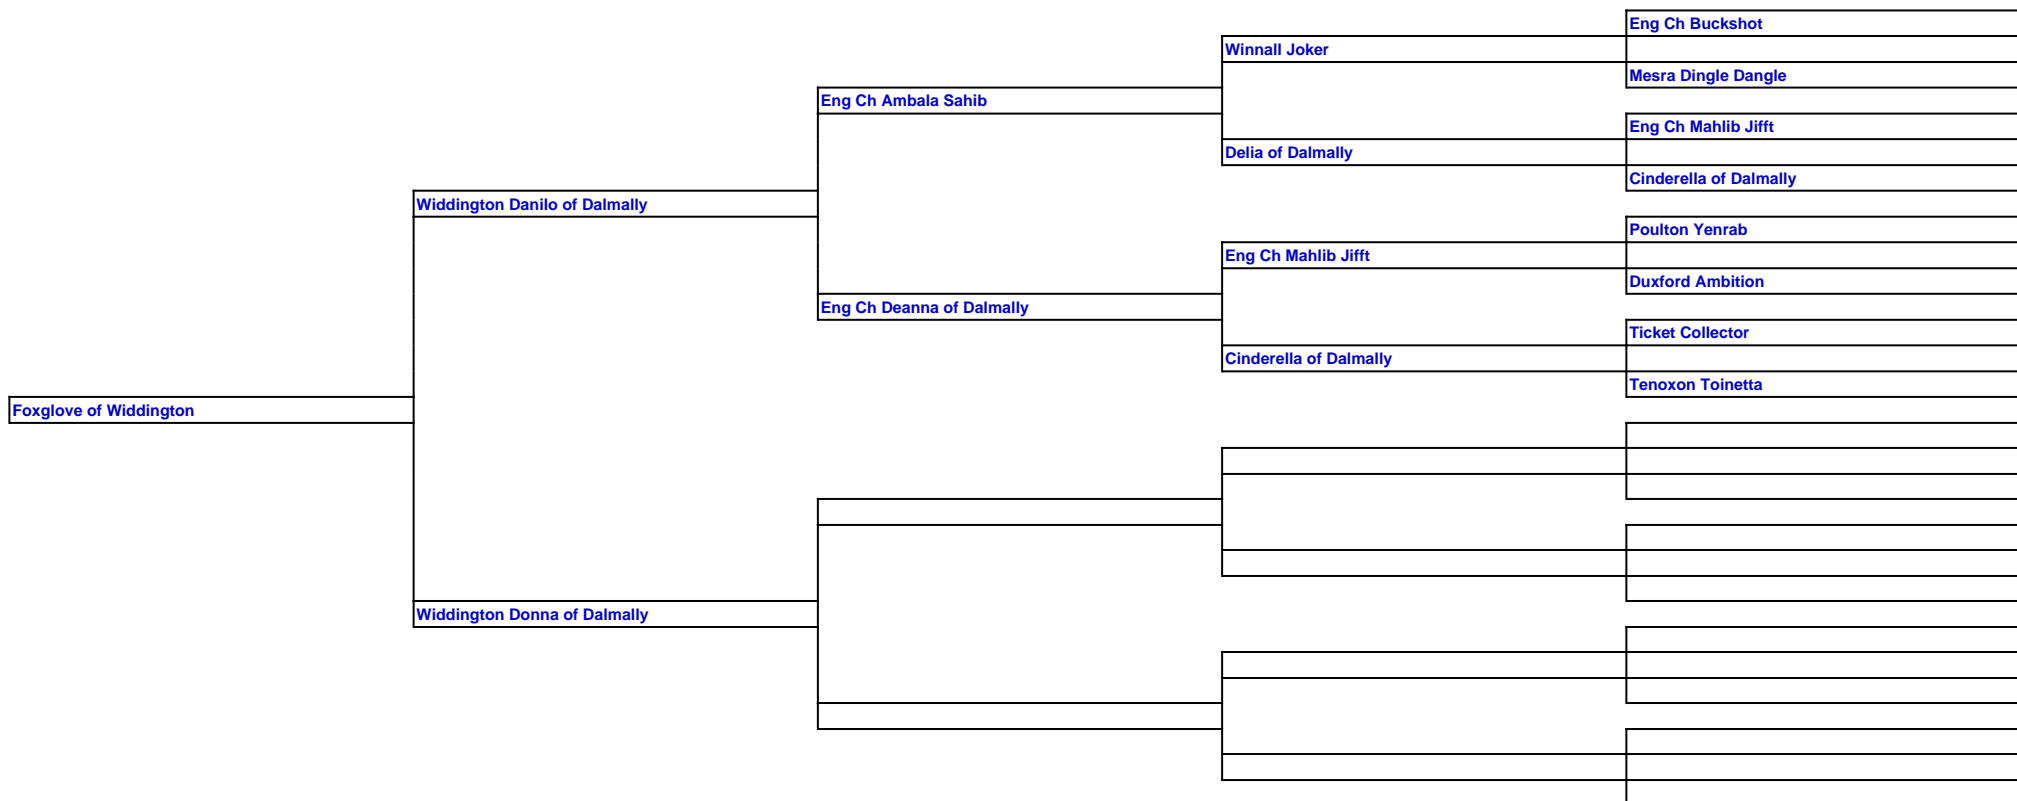 Eng Ch Buckshot
Winnall Joker
Mesra Dingle Dangle
Eng Ch Ambala Sahib
Eng Ch Mahlib Jifft
Delia of Dalmally
Cinderella of Dalmally
Widdington Danilo of Dalmally
Poulton Yenrab
Eng Ch Mahlib Jifft
Duxford Ambition
Eng Ch Deanna of Dalmally
Ticket Collector
Cinderella of Dalmally
Tenoxon Toinetta
Foxglove of Widdington
Widdington Donna of Dalmally